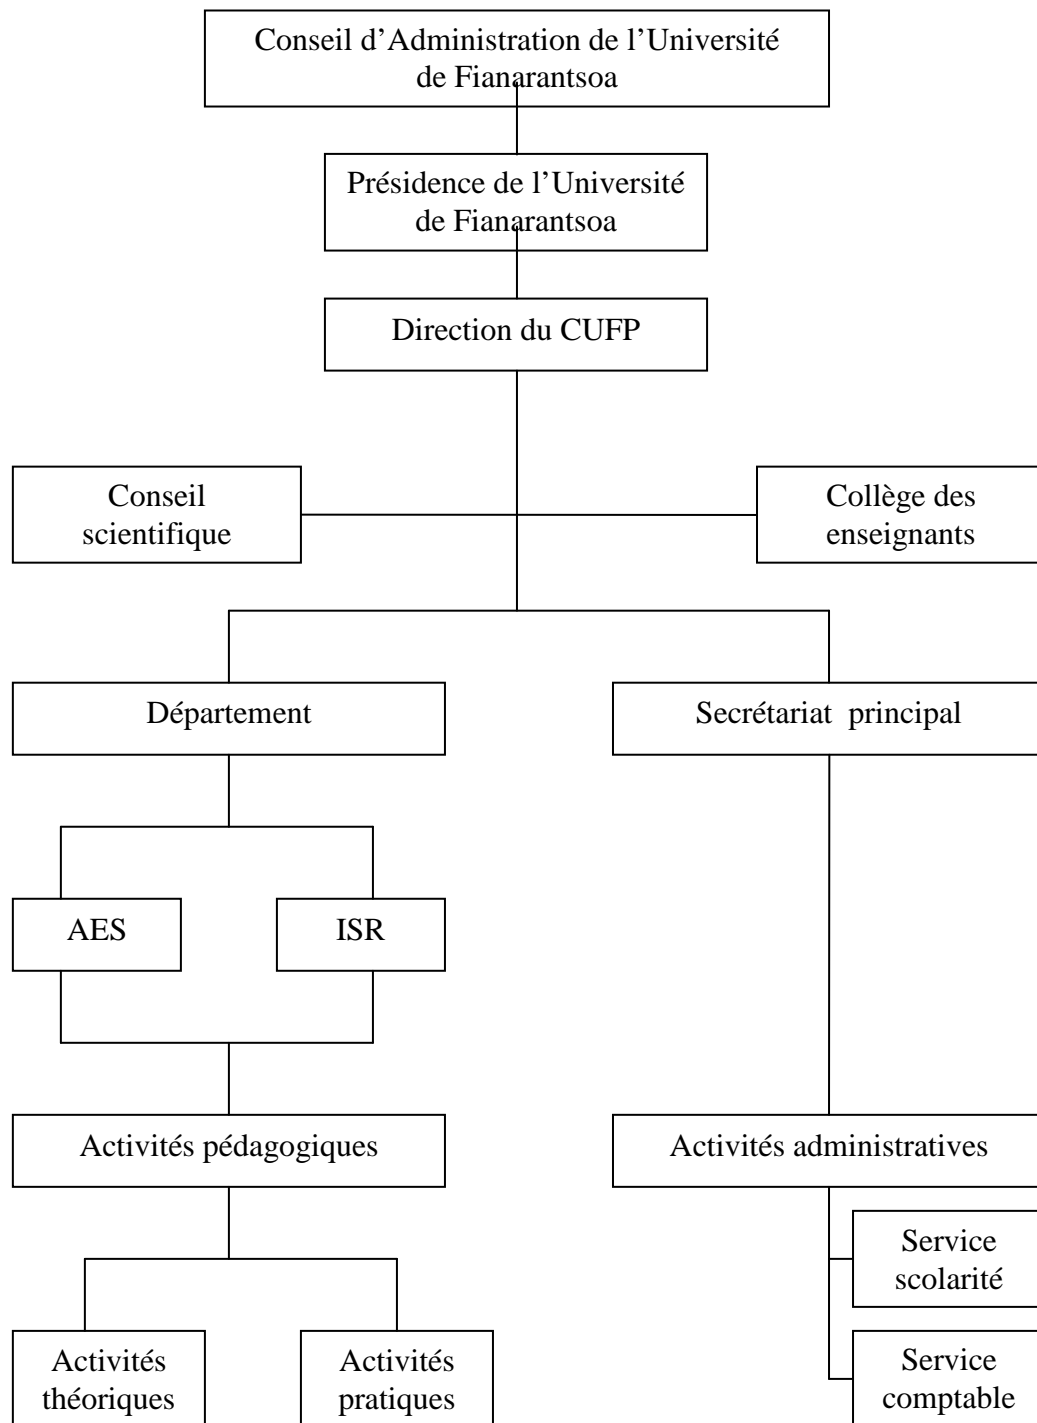 Conseil d’Administration de l’Université
de Fianarantsoa
Présidence de l’Université
de Fianarantsoa
Direction du CUFP
Conseil
scientifique
Collège des
enseignants
Département
Secrétariat  principal
AES
ISR
Activités pédagogiques
Activités administratives
Service
scolarité
Activités
théoriques
Activités
pratiques
Service
comptable